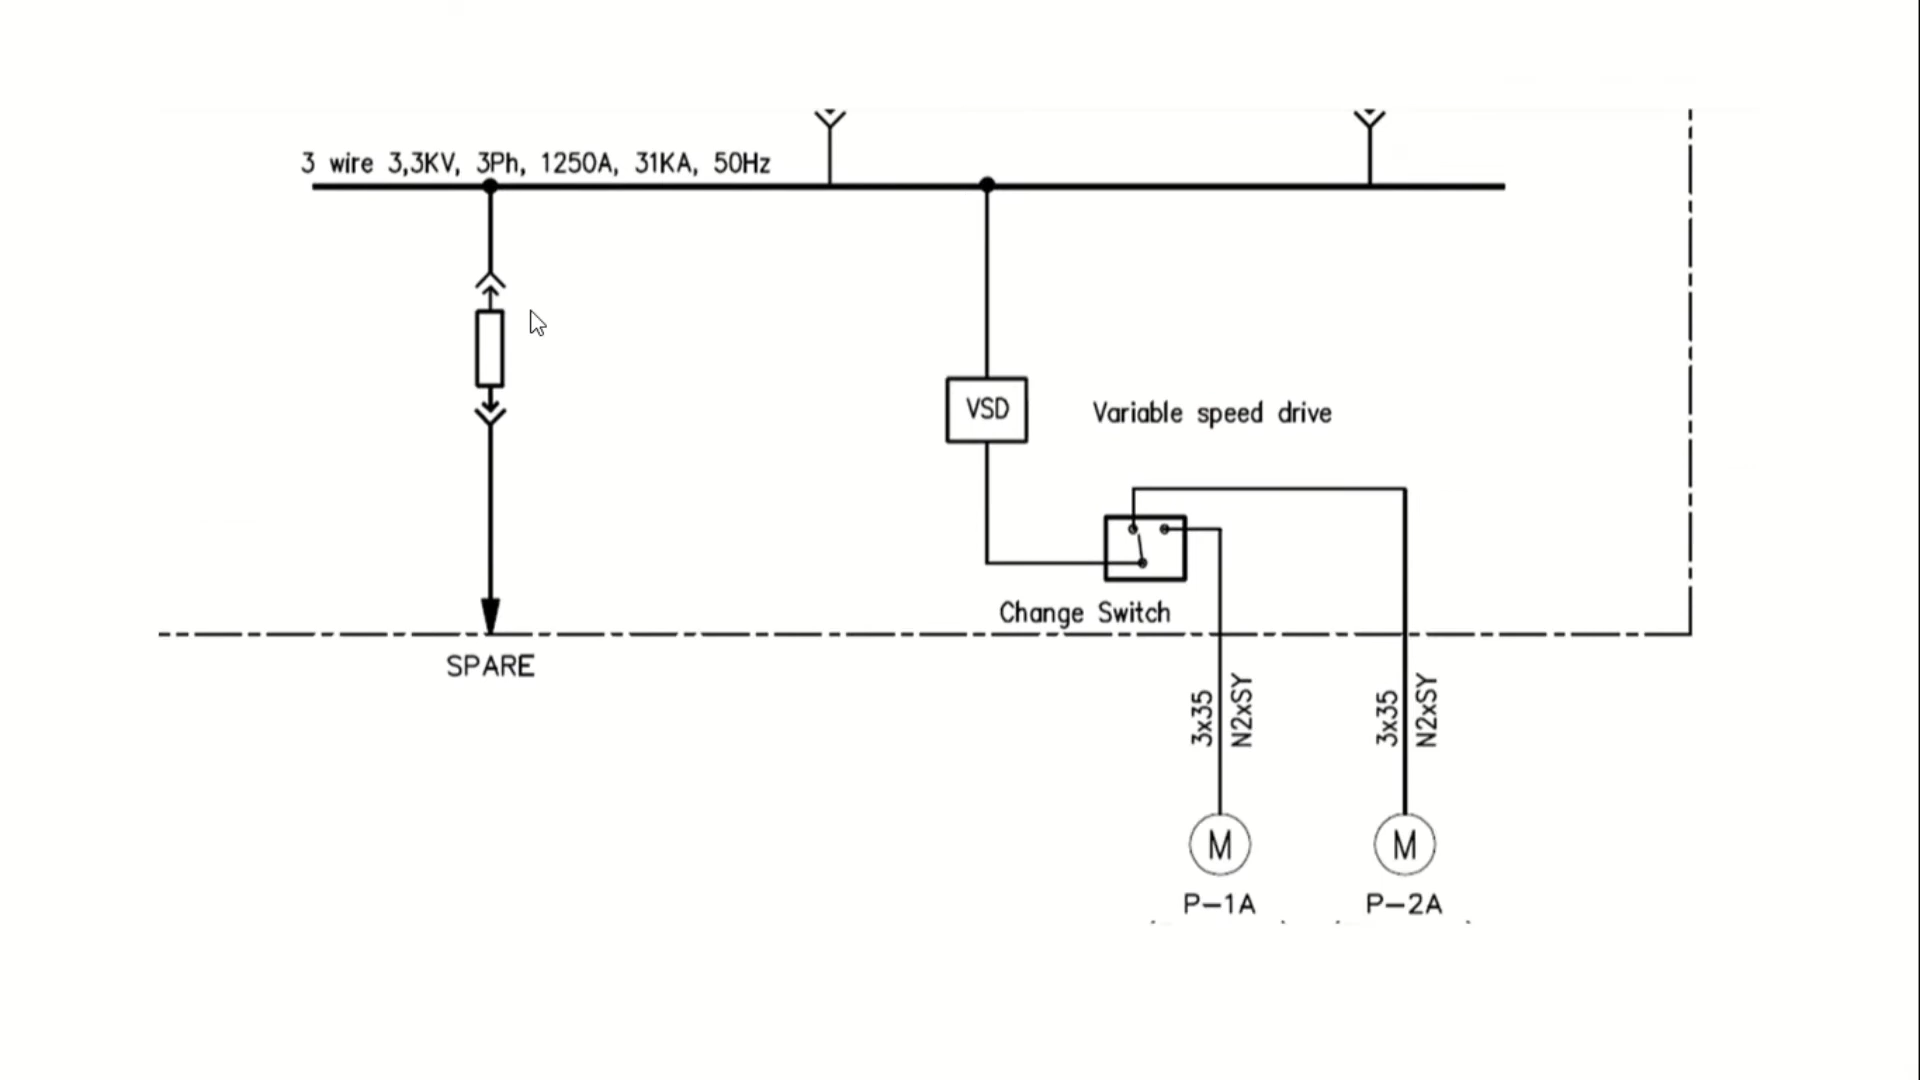 3 wire 3,3KV, 3Ph, 1250A, 31KA, 50Hz
VSD
Variable speed drive
Change Switch
SPARE
3x35
N2xSY
3x35
N2xSY
M
M
P-1A
P-2A